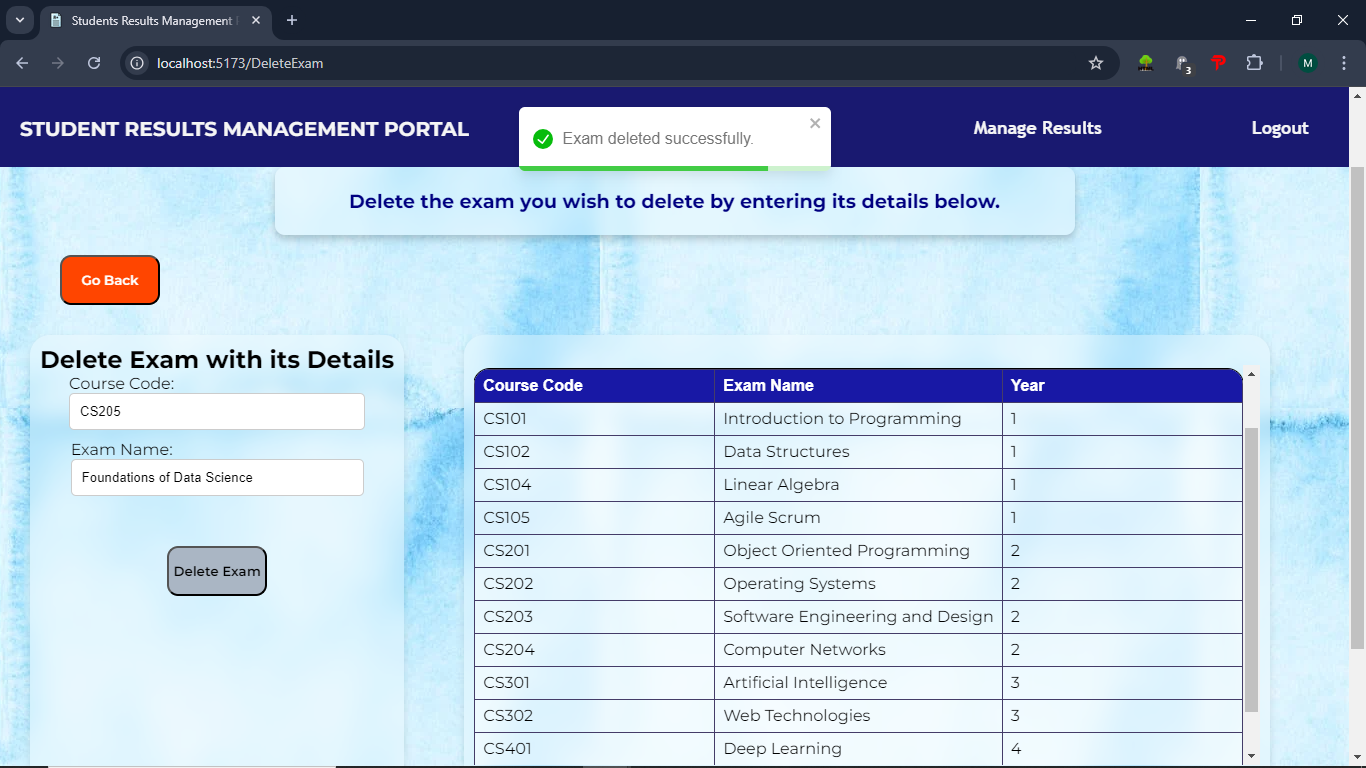 Students Results Management
localhost:5173/DeleteExam
3
M
STUDENT RESULTS MANAGEMENT PORTAL
Exam deleted successfully.
Manage Results
Logout
Delete the exam you wish to delete by entering its details below.
Go Back
Delete Exam with its Details
Course Code:
CS205
Exam Name:
Foundations of Data Science
Delete Exam
Course Code Exam Name Year
CS101 Introduction to Programming 1
CS102 Data Structures 1
CS104 Linear Algebra 1
CS105 Agile Scrum 1
CS201 Object Oriented Programming 2
CS202 Operating Systems 2
CS203 Software Engineering and Design 2
CS204 Computer Networks 2
CS301 Artificial Intelligence 3
CS302 Web Technologies 3
CS401 Deep Learning 4